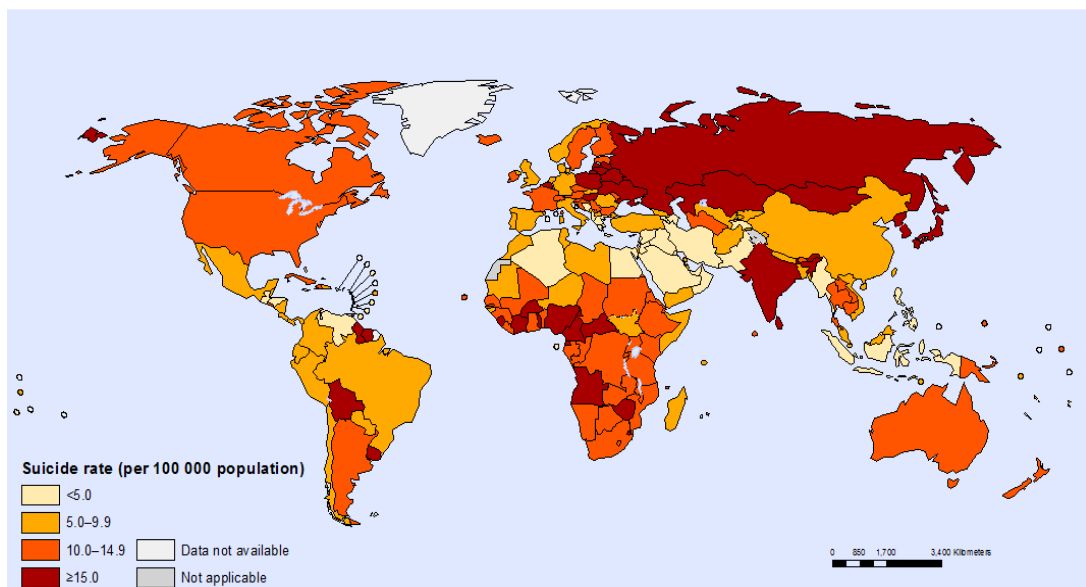 Suicide rate (per 100 000 population)
<5.0
5.0–9.9
10.0–14.9
≥15.0
Data not available
Not applicable
0 850 1,700 3,400 Kilometers